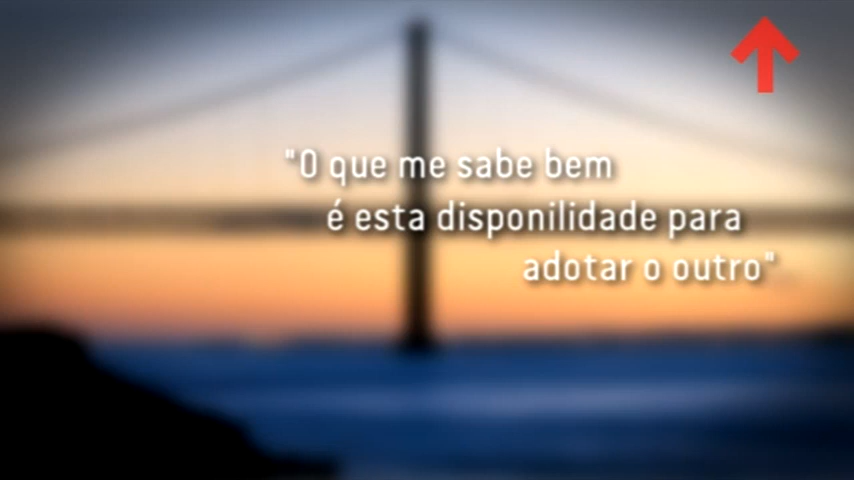 "O que me sabe bem
é esta disponilidade para
adotar o outro"